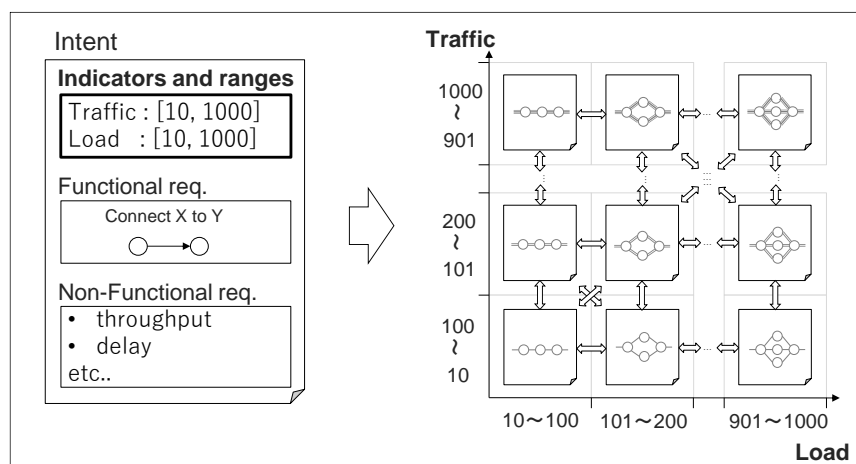 Intent
Indicators and ranges
Traffic : [10, 1000]
Load : [10, 1000]
Functional req.
Connect X to Y
Non-Functional req.
• throughput
• delay
etc..
Traffic
1000
~
901
200
~
101
100
~
10
10~100
101~200
901~1000
Load